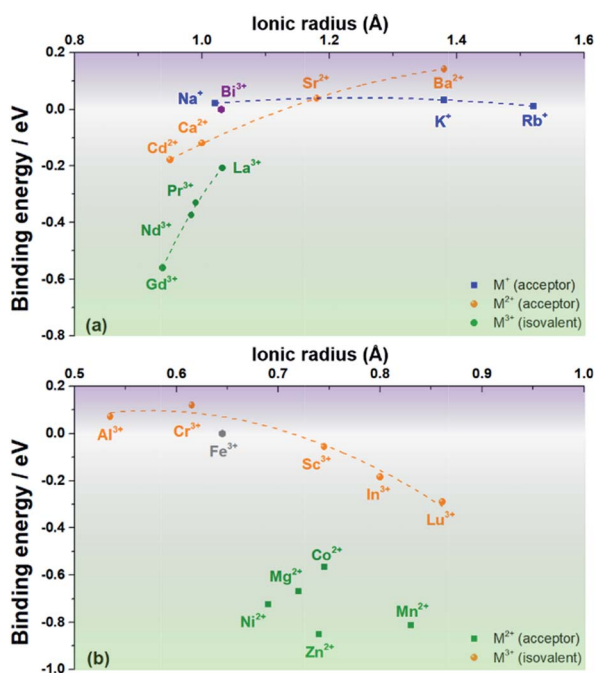 Ionic radius (Å)
0.8 1.0 1.2 1.4 1.6
Binding energy / eV
0.2
0.0
-0.2
-0.4
-0.6
-0.8
Na⁺
Bi³⁺
Sr²⁺
Ba²⁺
Ca²⁺
Cd²⁺
K⁺
Rb⁺
La³⁺
Pr³⁺
Nd³⁺
Gd³⁺
M⁺ (acceptor)
M²⁺ (acceptor)
M³⁺ (isovalent)
(a)
Ionic radius (Å)
0.5 0.6 0.7 0.8 0.9 1.0
Binding energy / eV
0.2
0.0
-0.2
-0.4
-0.6
-0.8
-1.0
Al³⁺
Cr³⁺
Fe³⁺
Sc³⁺
In³⁺
Lu³⁺
Co²⁺
Mg²⁺
Ni²⁺
Mn²⁺
Zn²⁺
M²⁺ (acceptor)
M³⁺ (isovalent)
(b)